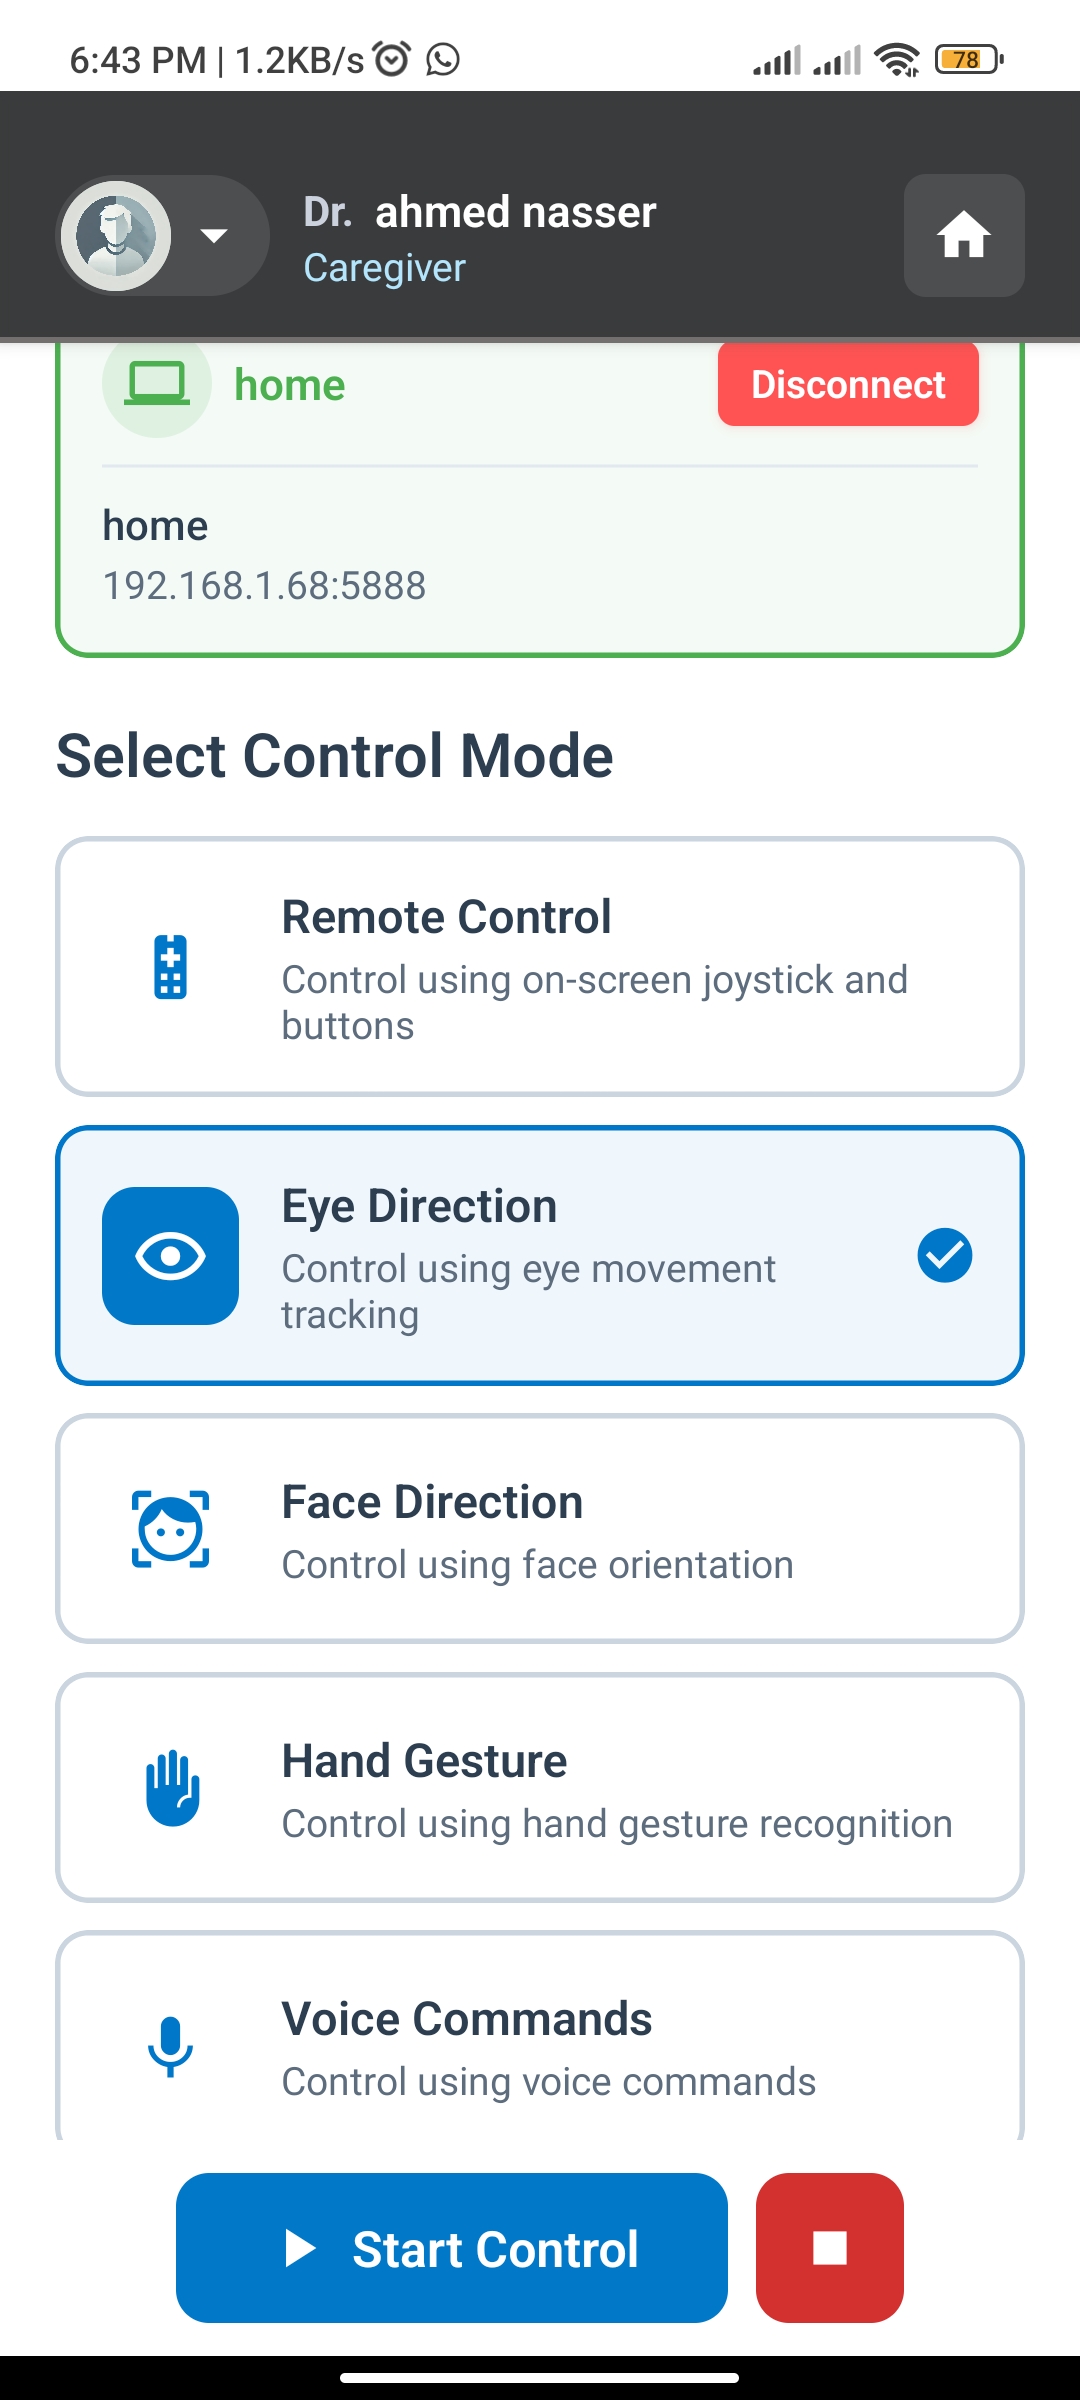 6:43 PM | 1.2KB/s
78
Dr. ahmed nasser
Caregiver
home
Disconnect
home
192.168.1.68:5888
Select Control Mode
Remote Control
Control using on-screen joystick and
buttons
Eye Direction
Control using eye movement
tracking
Face Direction
Control using face orientation
Hand Gesture
Control using hand gesture recognition
Voice Commands
Control using voice commands
Start Control